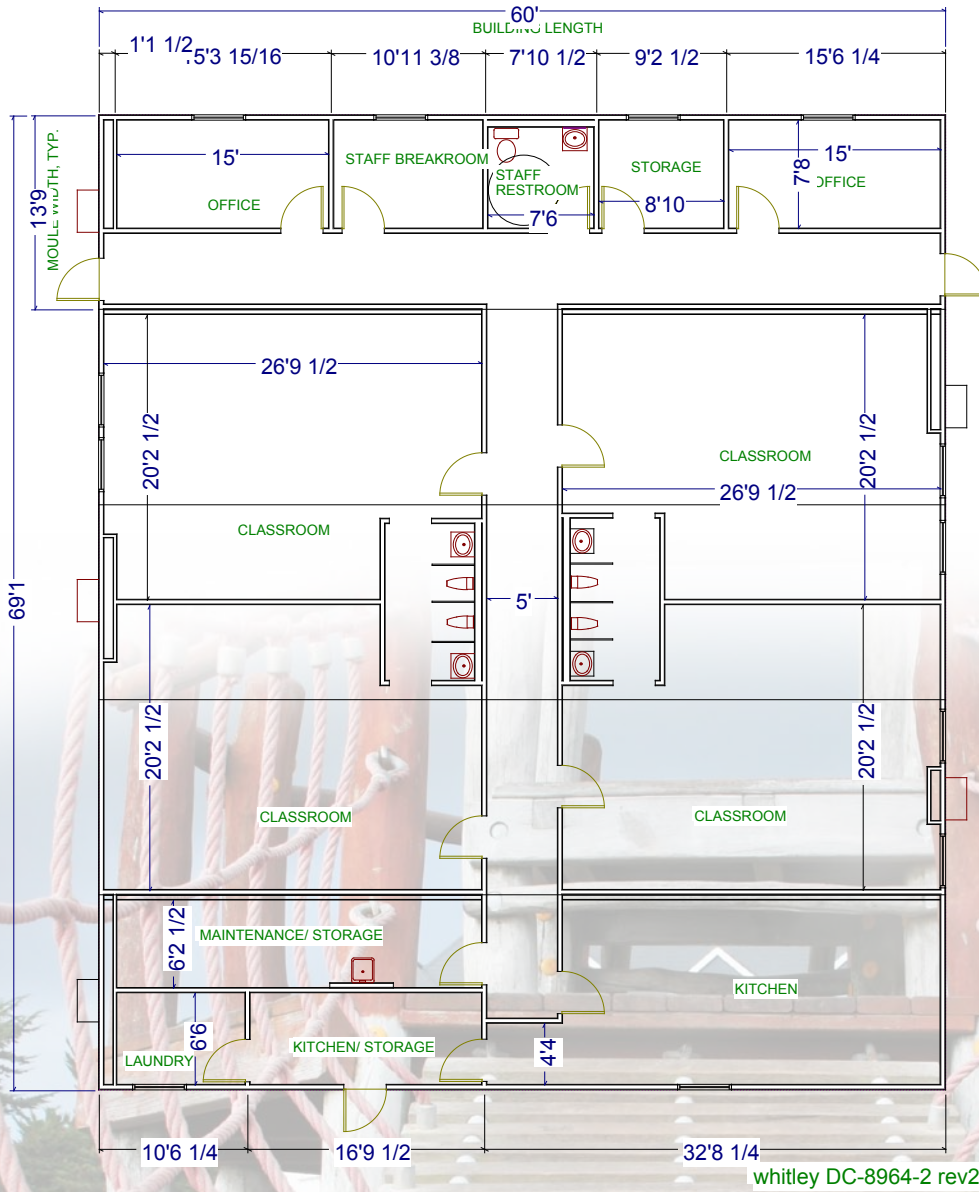 60'
BUILDING LENGTH
1'1 1/2
15'3 15/16
10'11 3/8
7'10 1/2
9'2 1/2
15'6 1/4
13'9
MOULE WIDTH, TYP.
69'1
15'
OFFICE
STAFF BREAKROOM
STAFF
RESTROOM
7'6
STORAGE
8'10
15'
7'8
OFFICE
26'9 1/2
20'2 1/2
CLASSROOM
CLASSROOM
26'9 1/2
20'2 1/2
5'
20'2 1/2
CLASSROOM
20'2 1/2
CLASSROOM
6'2 1/2
MAINTENANCE/ STORAGE
KITCHEN
LAUNDRY
6'6
KITCHEN/ STORAGE
4'4
10'6 1/4
16'9 1/2
32'8 1/4
whitley DC-8964-2 rev2